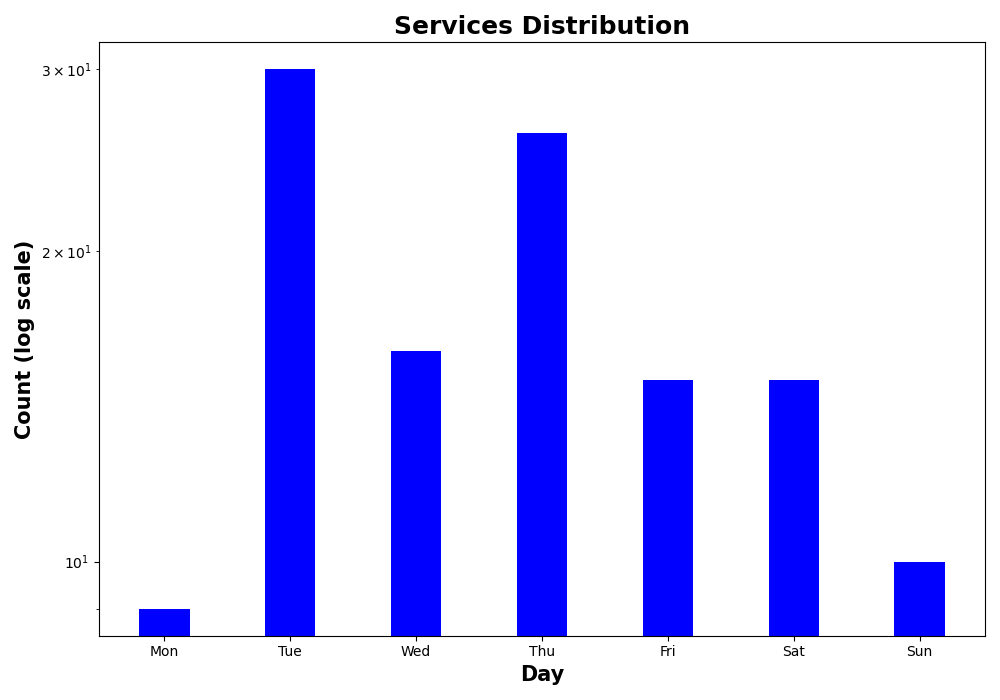 Services Distribution
Count (log scale)
3 × 10¹
2 × 10¹
10¹
Mon Tue Wed Thu Fri Sat Sun
Day